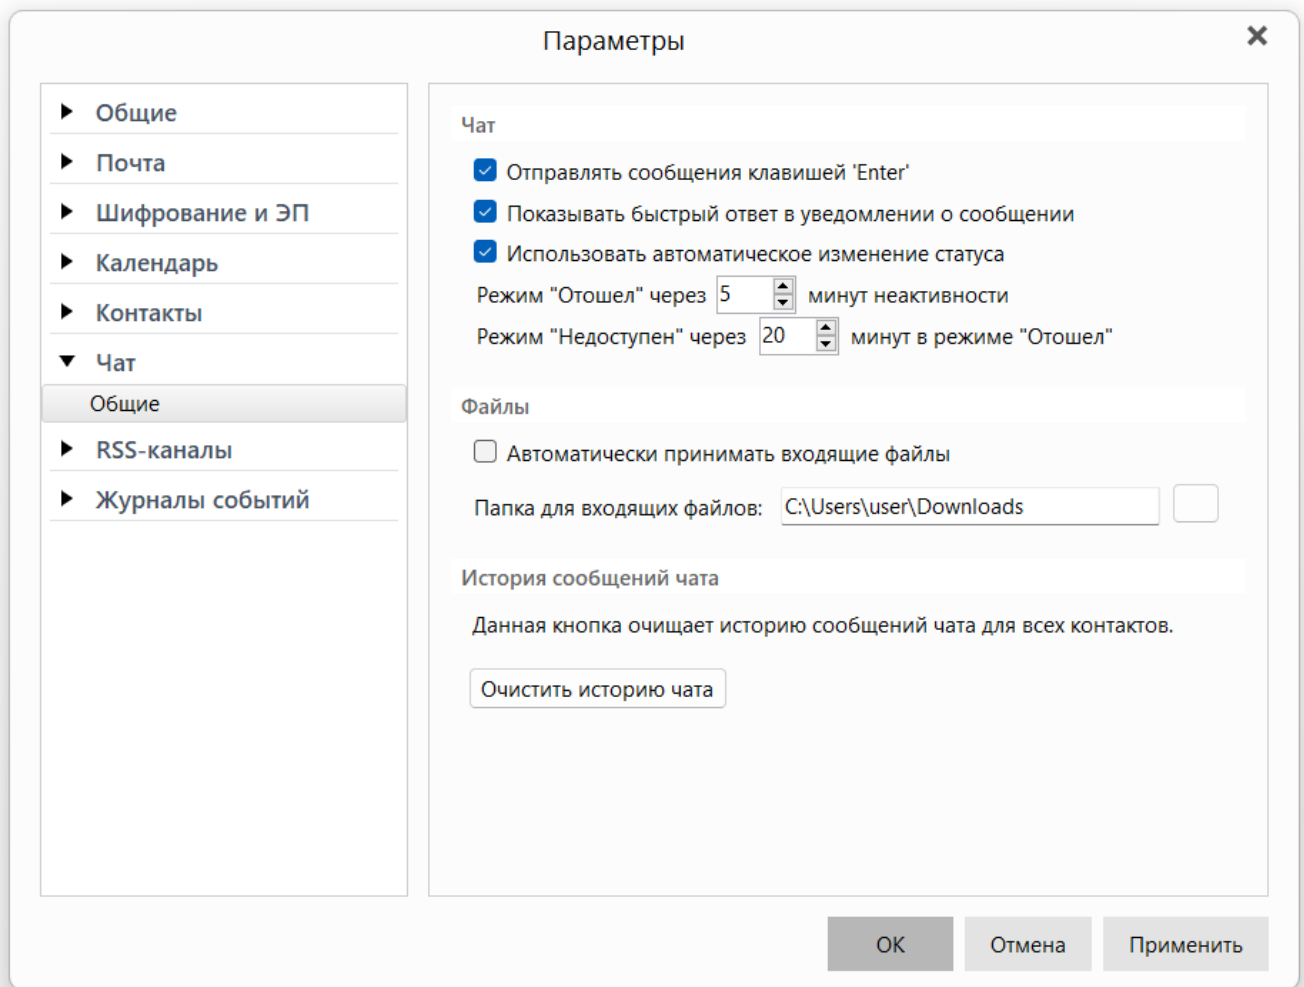 Параметры
Общие
Почта
Шифрование и ЭП
Календарь
Контакты
Чат
Общие
RSS-каналы
Журналы событий
Чат
Отправлять сообщения клавишей 'Enter'
Показывать быстрый ответ в уведомлении о сообщении
Использовать автоматическое изменение статуса
Режим "Отошел" через 5 минут неактивности
Режим "Недоступен" через 20 минут в режиме "Отошел"
Файлы
Автоматически принимать входящие файлы
Папка для входящих файлов: C:\Users\user\Downloads
История сообщений чата
Данная кнопка очищает историю сообщений чата для всех контактов.
Очистить историю чата
ОК Отмена Применить